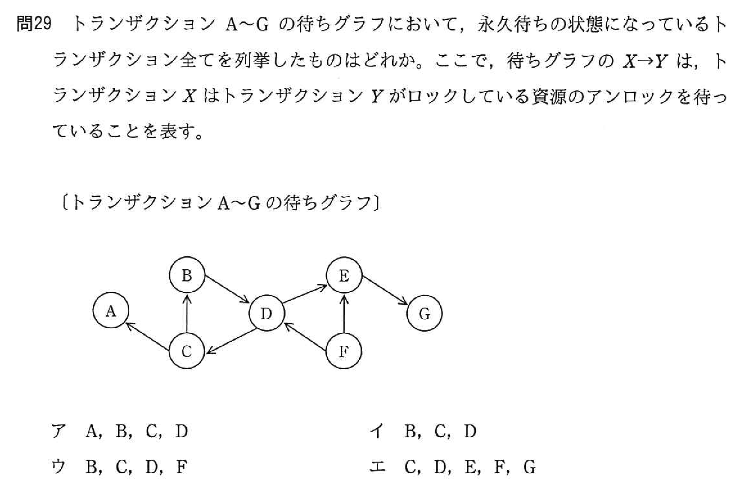 問29 トランザクション A～G の待ちグラフにおいて，永久待ちの状態になっているト
ランザクション全てを列挙したものはどれか。ここで，待ちグラフの X→Y は，ト
ランザクション X はトランザクション Y がロックしている資源のアンロックを待っ
ていることを表す。
〔トランザクション A～G の待ちグラフ〕
B
E
A
D
G
C
F
ア A，B，C，D
イ B，C，D
ウ B，C，D，F
エ C，D，E，F，G